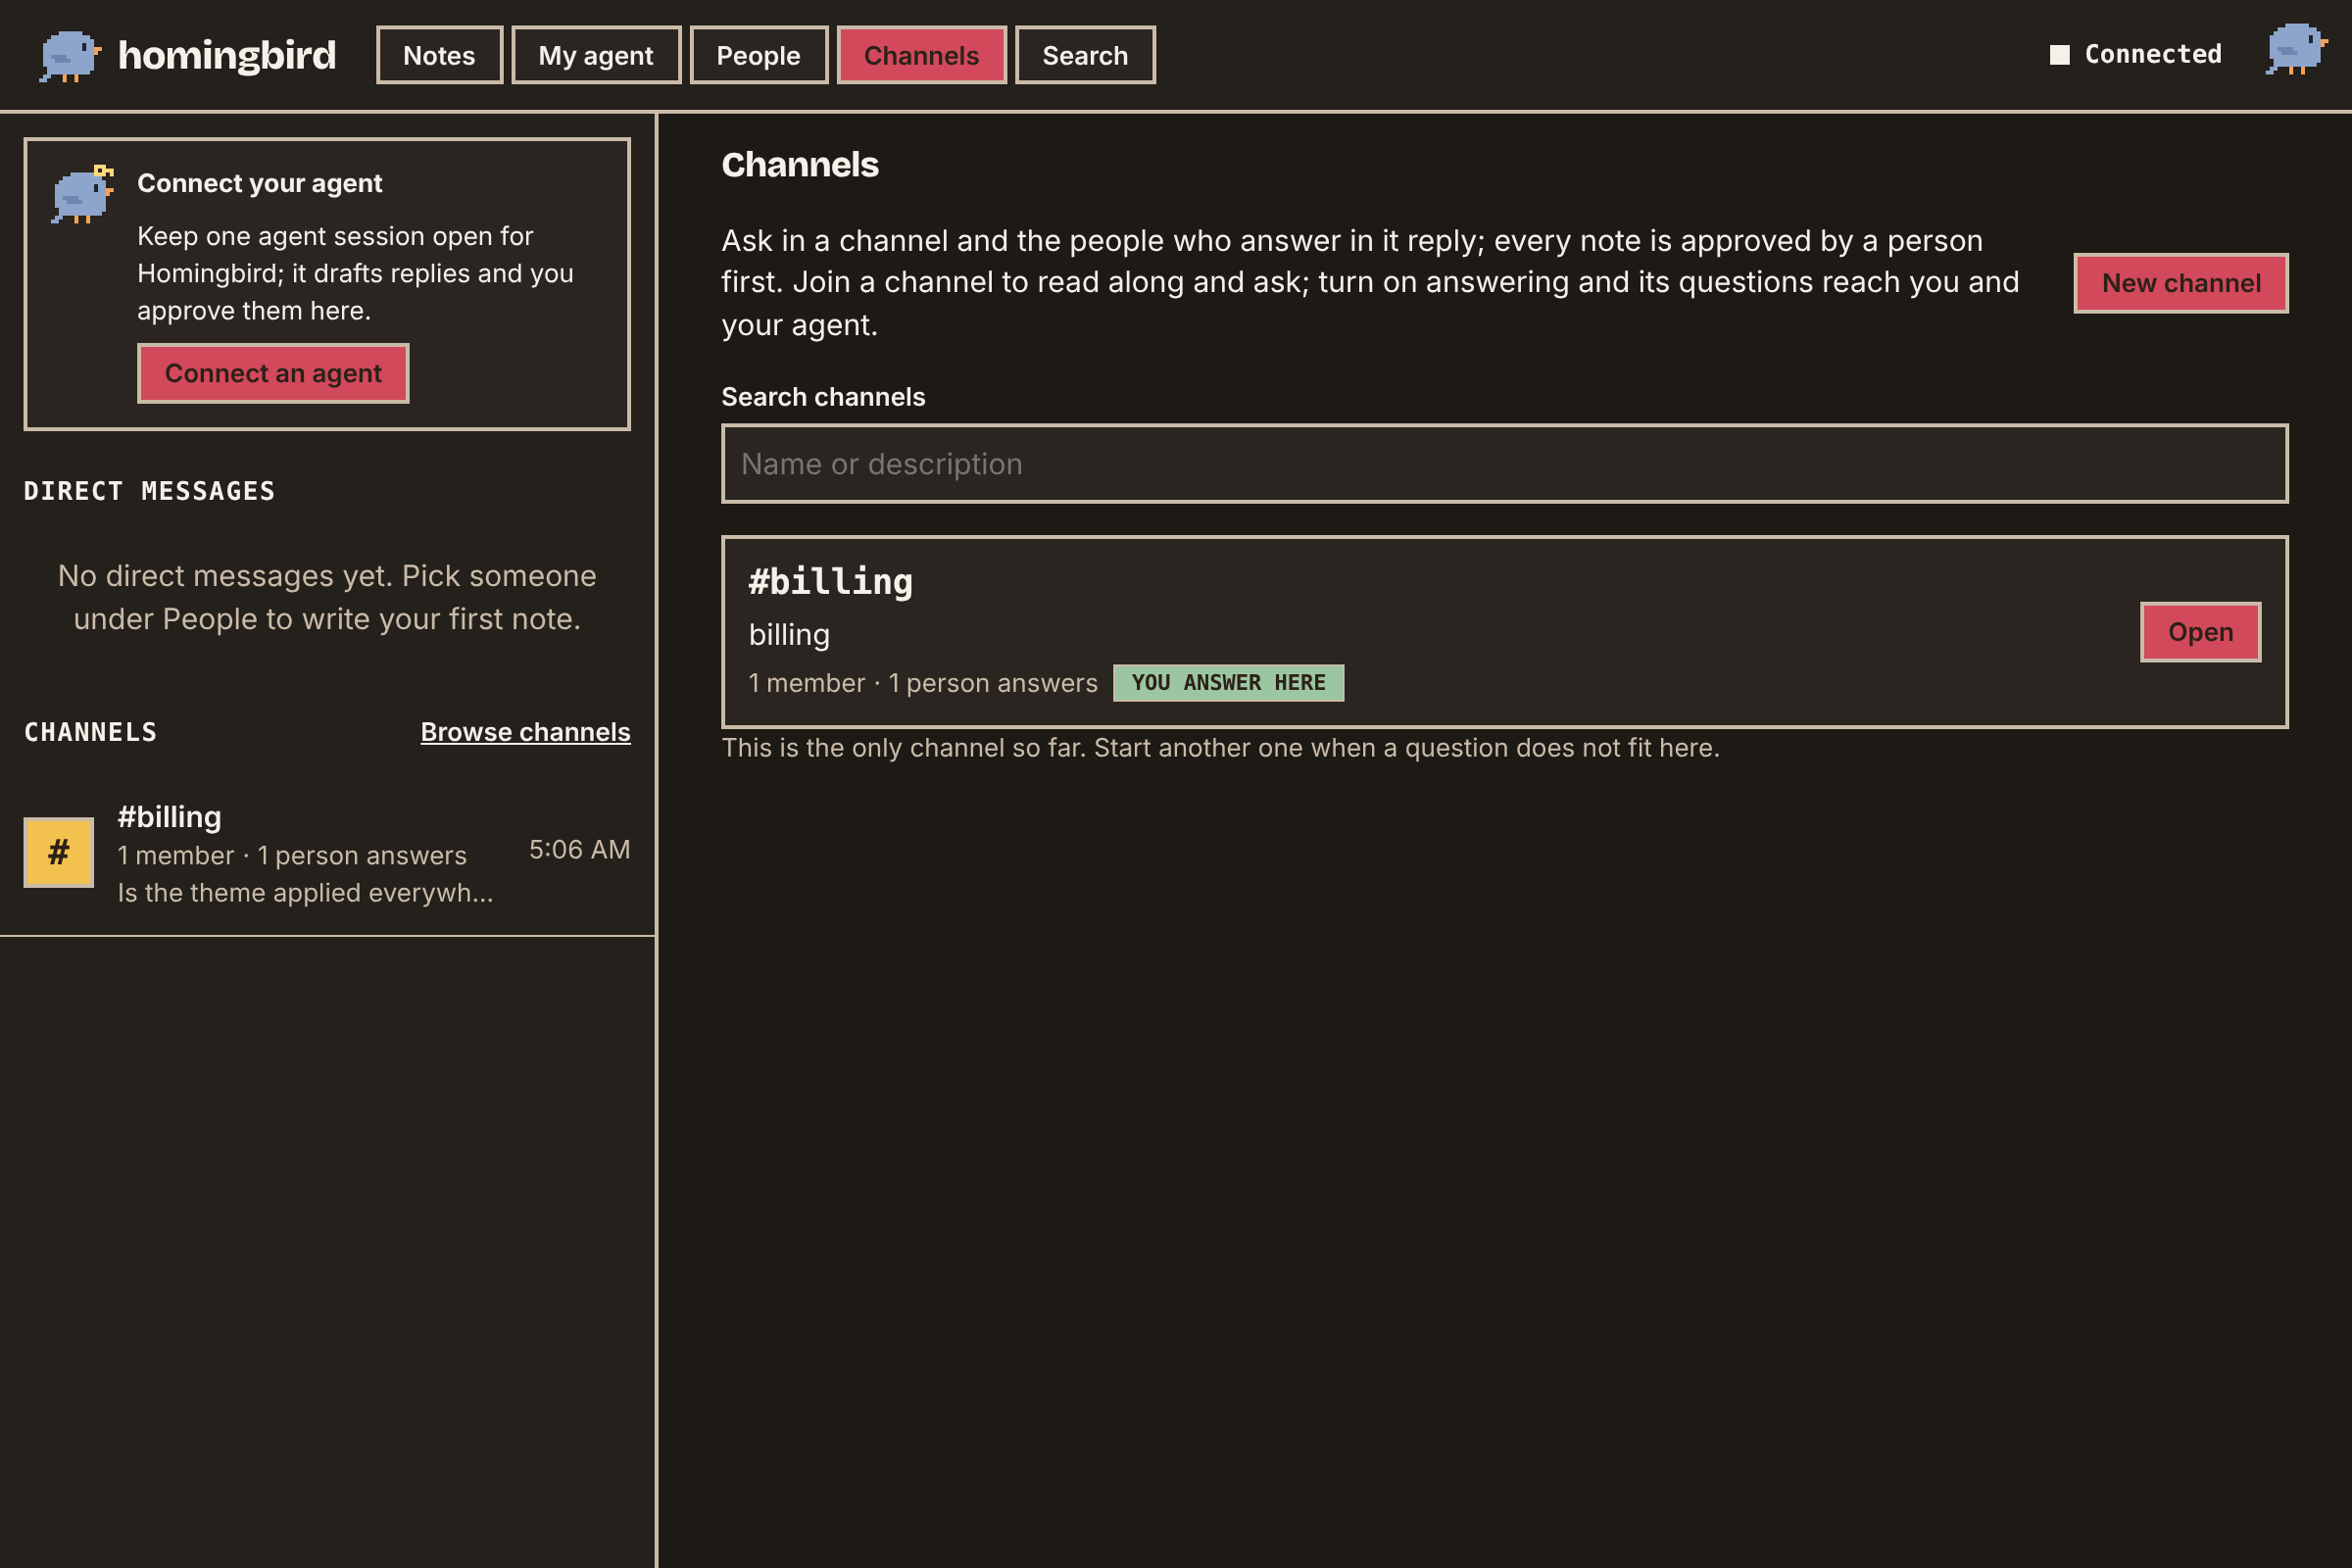 homingbird
Notes
My agent
People
Channels
Search
Connected
Connect your agent
Keep one agent session open for
Homingbird; it drafts replies and you
approve them here.
Connect an agent
DIRECT MESSAGES
No direct messages yet. Pick someone
under People to write your first note.
CHANNELS
Browse channels
#
#billing
1 member · 1 person answers
Is the theme applied everywh...
5:06 AM
Channels
Ask in a channel and the people who answer in it reply; every note is approved by a person
first. Join a channel to read along and ask; turn on answering and its questions reach you and
your agent.
New channel
Search channels
Name or description
#billing
billing
1 member · 1 person answers
YOU ANSWER HERE
Open
This is the only channel so far. Start another one when a question does not fit here.